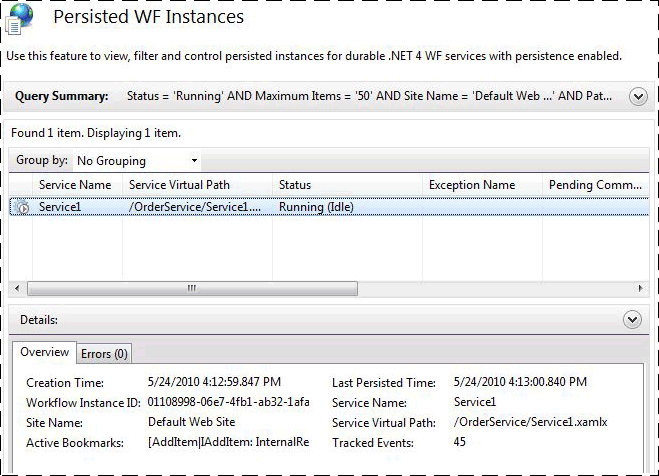 Persisted WF Instances
Use this feature to view, filter and control persisted instances for durable .NET 4 WF services with persistence enabled.
Query Summary: Status = 'Running' AND Maximum Items = '50' AND Site Name = 'Default Web ...' AND Pat...
Found 1 item. Displaying 1 item.
Group by: No Grouping
Service Name Service Virtual Path Status Exception Name Pending Comm...
Service1 /OrderService/Service1.... Running (Idle)
Details:
Overview Errors (0)
Creation Time: 5/24/2010 4:12:59.847 PM Last Persisted Time: 5/24/2010 4:13:00.840 PM
Workflow Instance ID: 01108998-06e7-4fb1-ab32-1afa Service Name: Service1
Site Name: Default Web Site Service Virtual Path: /OrderService/Service1.xamlx
Active Bookmarks: [AddItem|IAddItem: InternalRe Tracked Events: 45